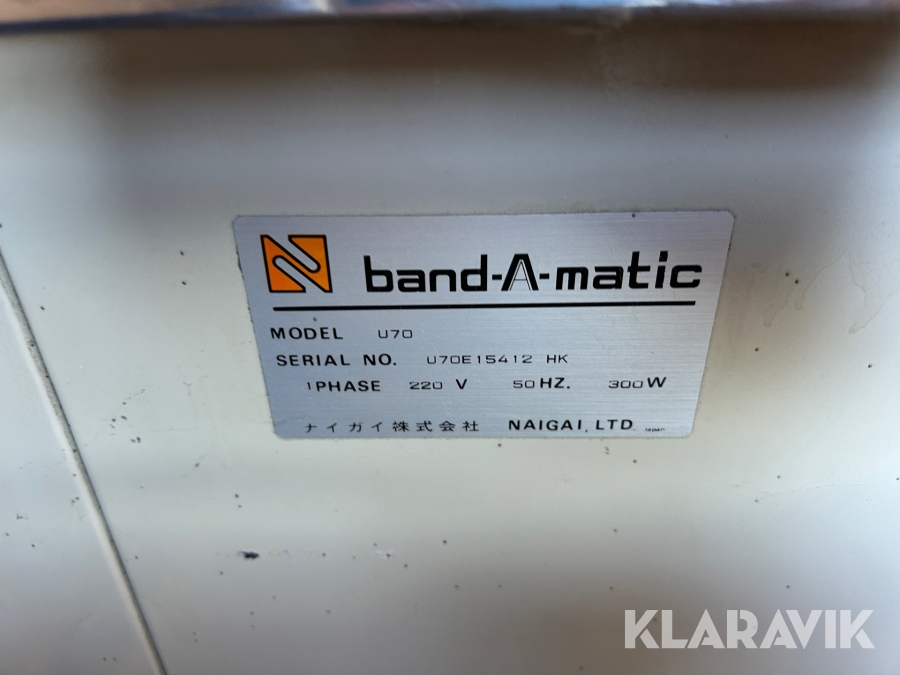 band-A-matic
MODEL U70
SERIAL NO. U70E15412 HK
1PHASE 220 V 50HZ. 300W
ナイガイ株式会社 NAIGAI, LTD. JAPAN
KLARAVIK